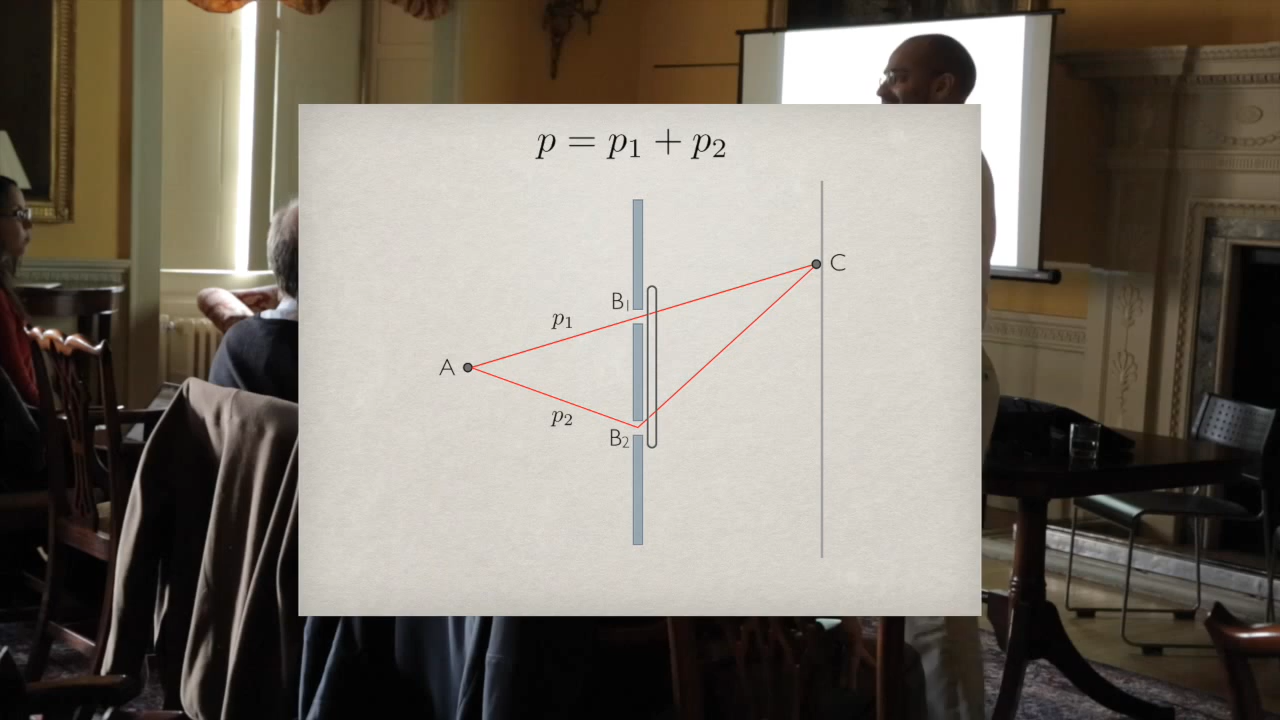 p = p₁ + p₂
B₁
C
p₁
A
p₂
B₂